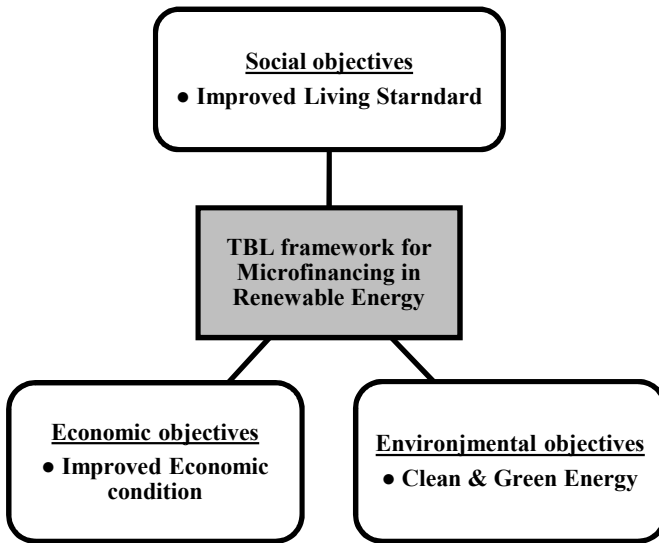 Social objectives
● Improved Living Starndard
TBL framework for
Microfinancing in
Renewable Energy
Economic objectives
● Improved Economic
condition
Environjmental objectives
● Clean & Green Energy